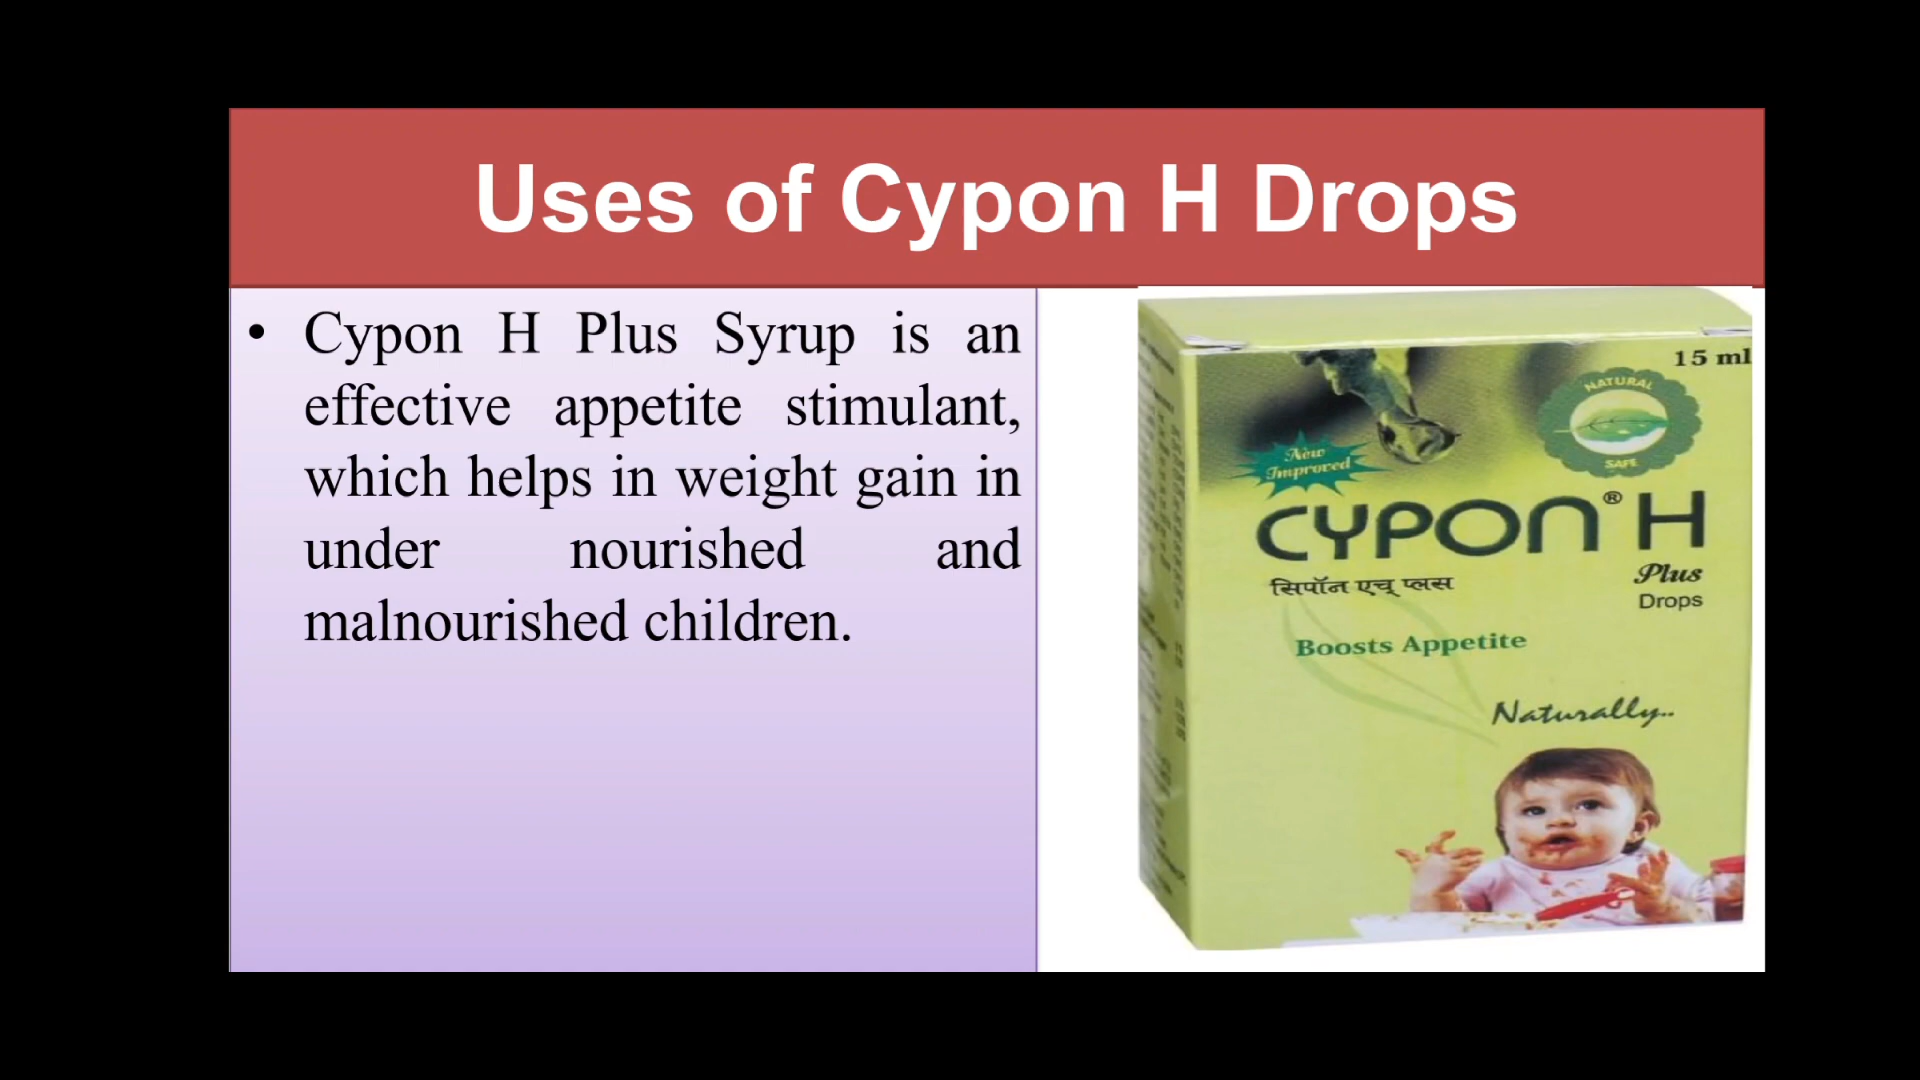 Uses of Cypon H Drops
• Cypon H Plus Syrup is an
effective appetite stimulant,
which helps in weight gain in
under nourished and
malnourished children.
15 ml
NATURAL
SAFE
New
Improved
CYPON® H
सिपॉन एच् प्लस
Plus
Drops
Boosts Appetite
Naturally..